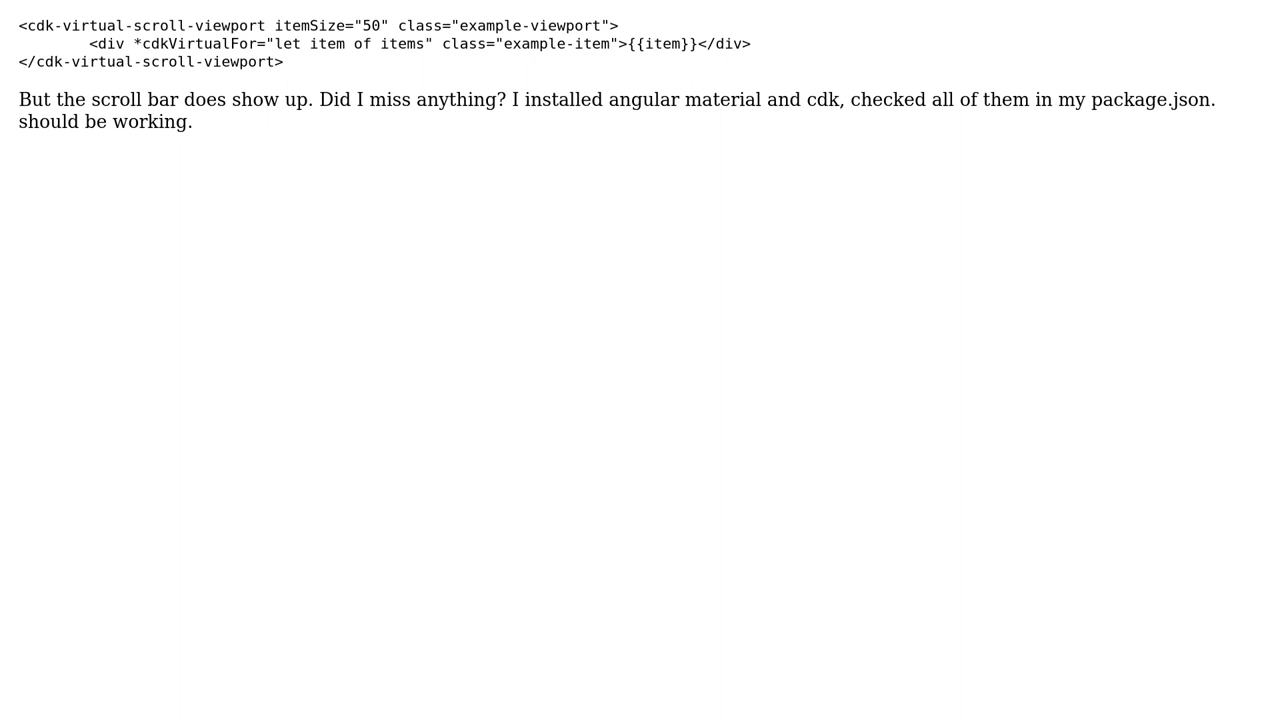 <cdk-virtual-scroll-viewport itemSize="50" class="example-viewport">
        <div *cdkVirtualFor="let item of items" class="example-item">{{item}}</div>
</cdk-virtual-scroll-viewport>
But the scroll bar does show up. Did I miss anything? I installed angular material and cdk, checked all of them in my package.json.
should be working.